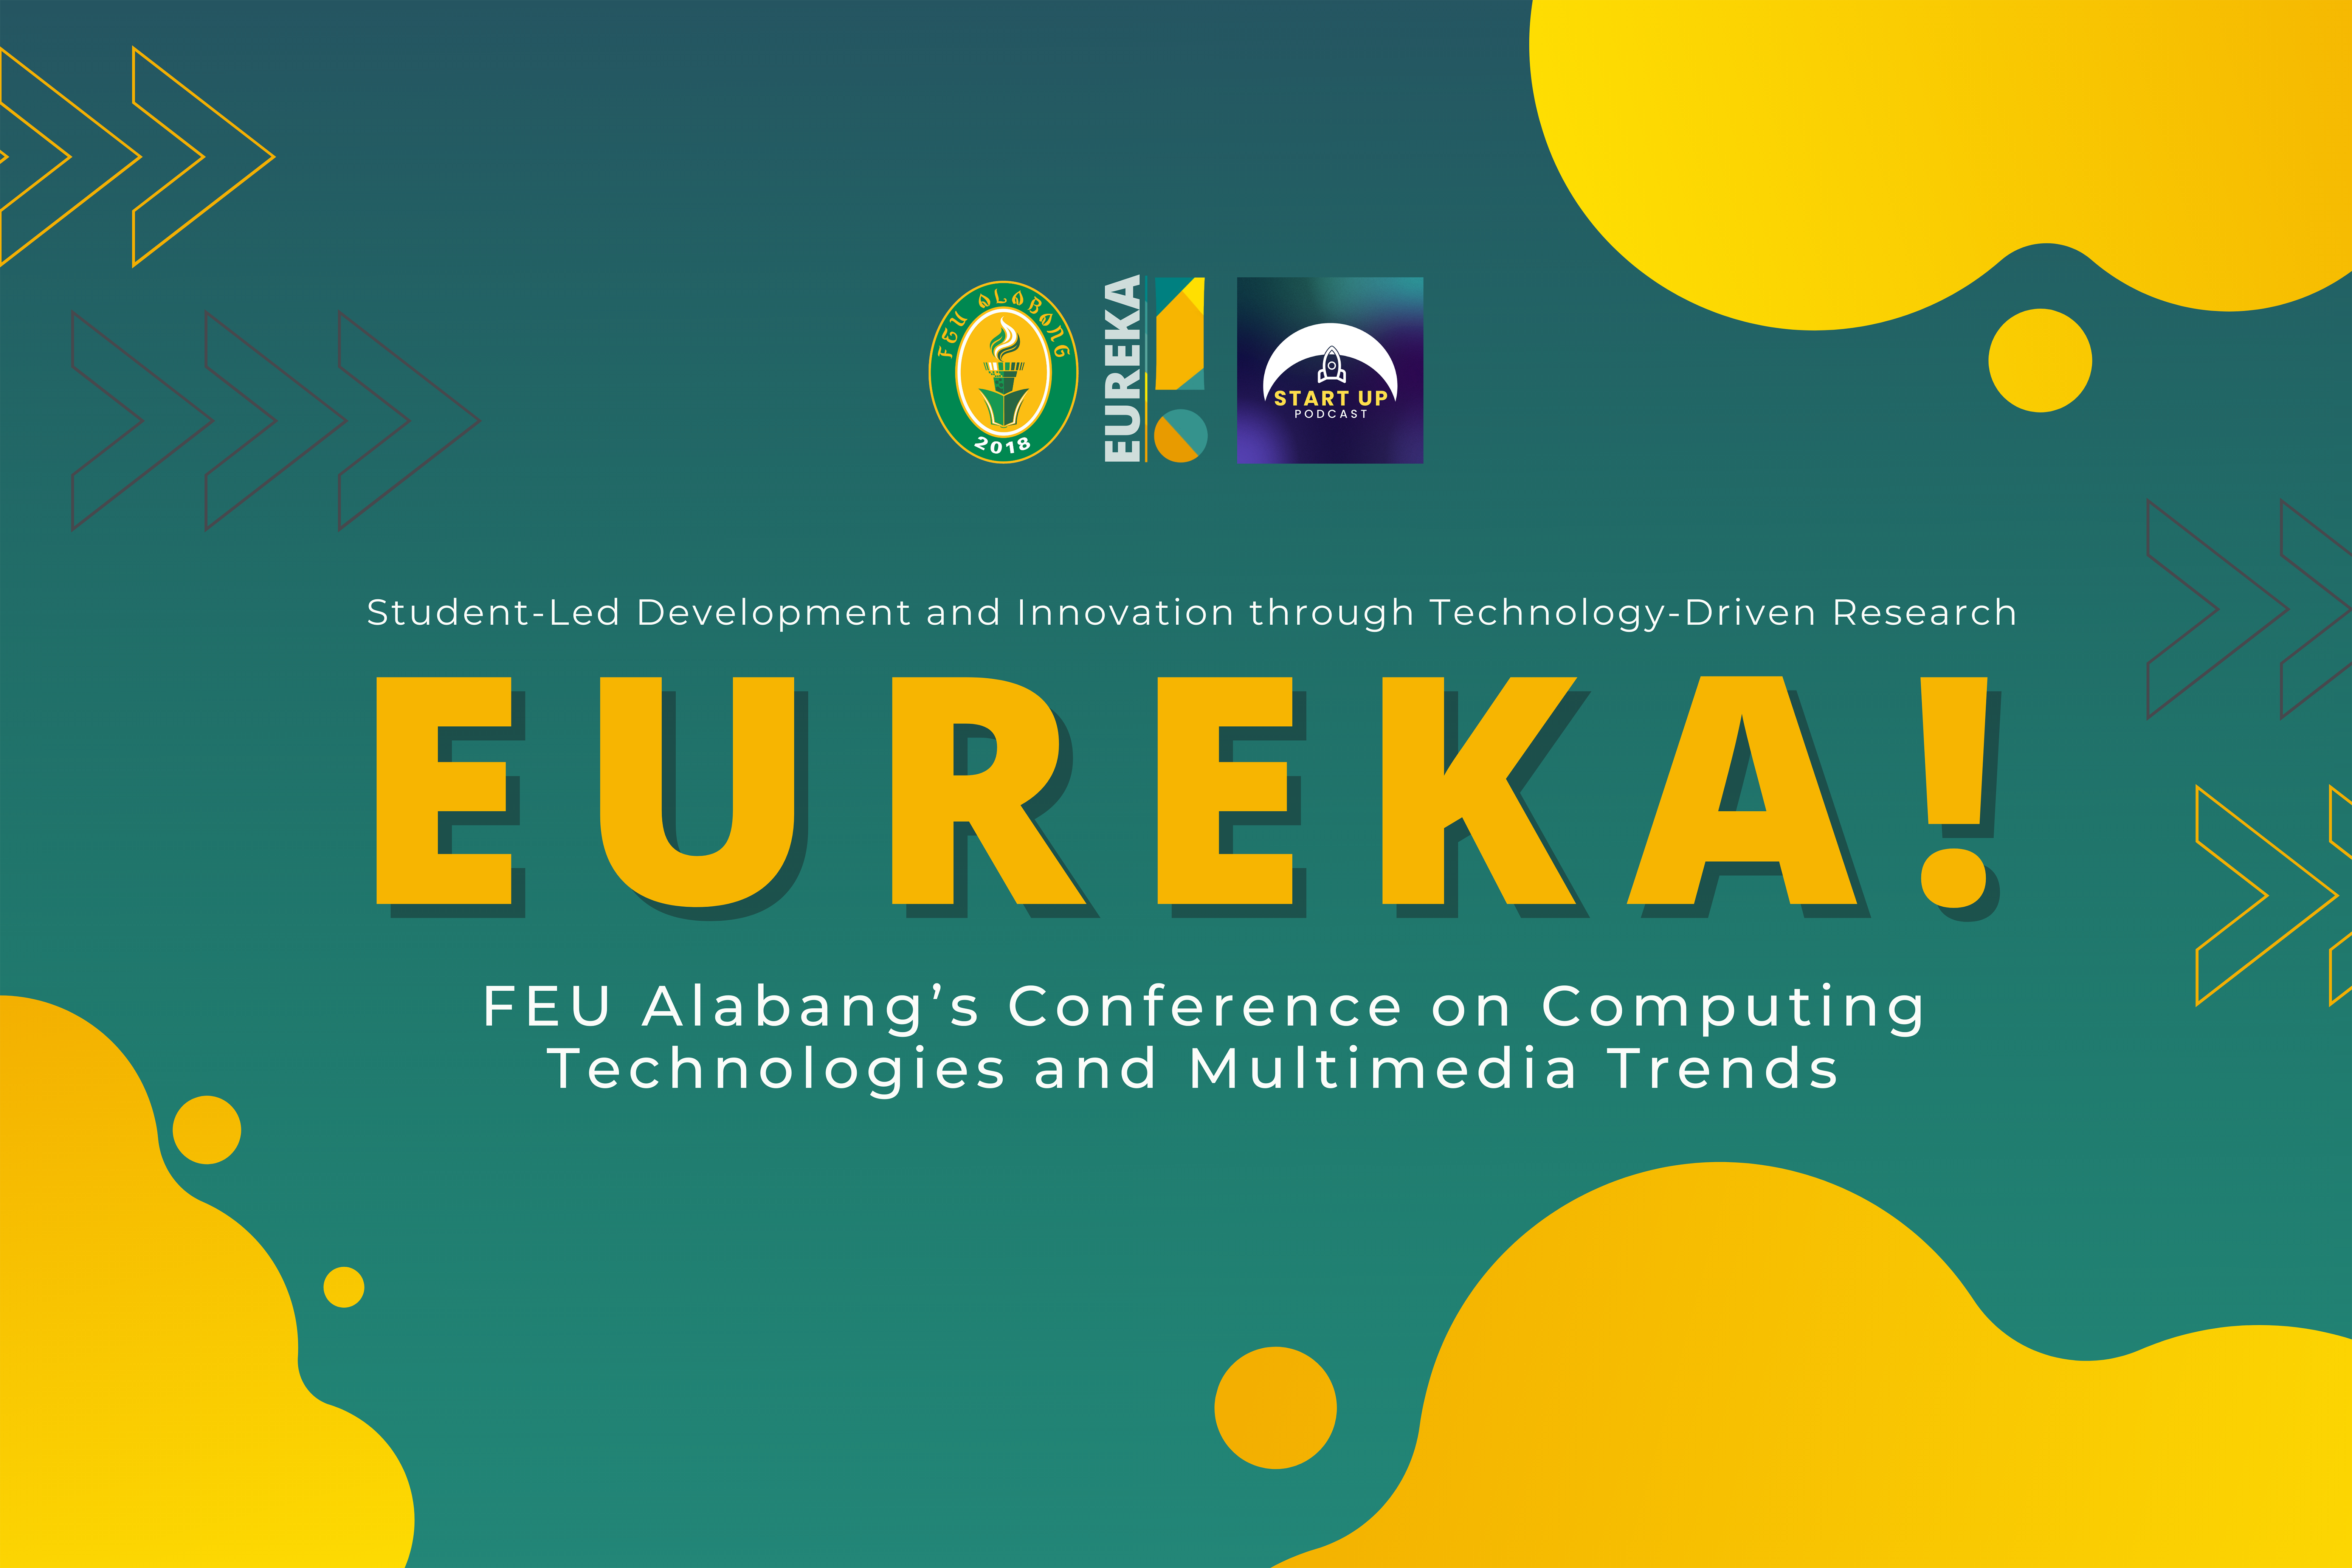 FEU ALABANG
2018
EUREKA
START UP
PODCAST
Student-Led Development and Innovation through Technology-Driven Research
EUREKA!
FEU Alabang’s Conference on Computing
Technologies and Multimedia Trends